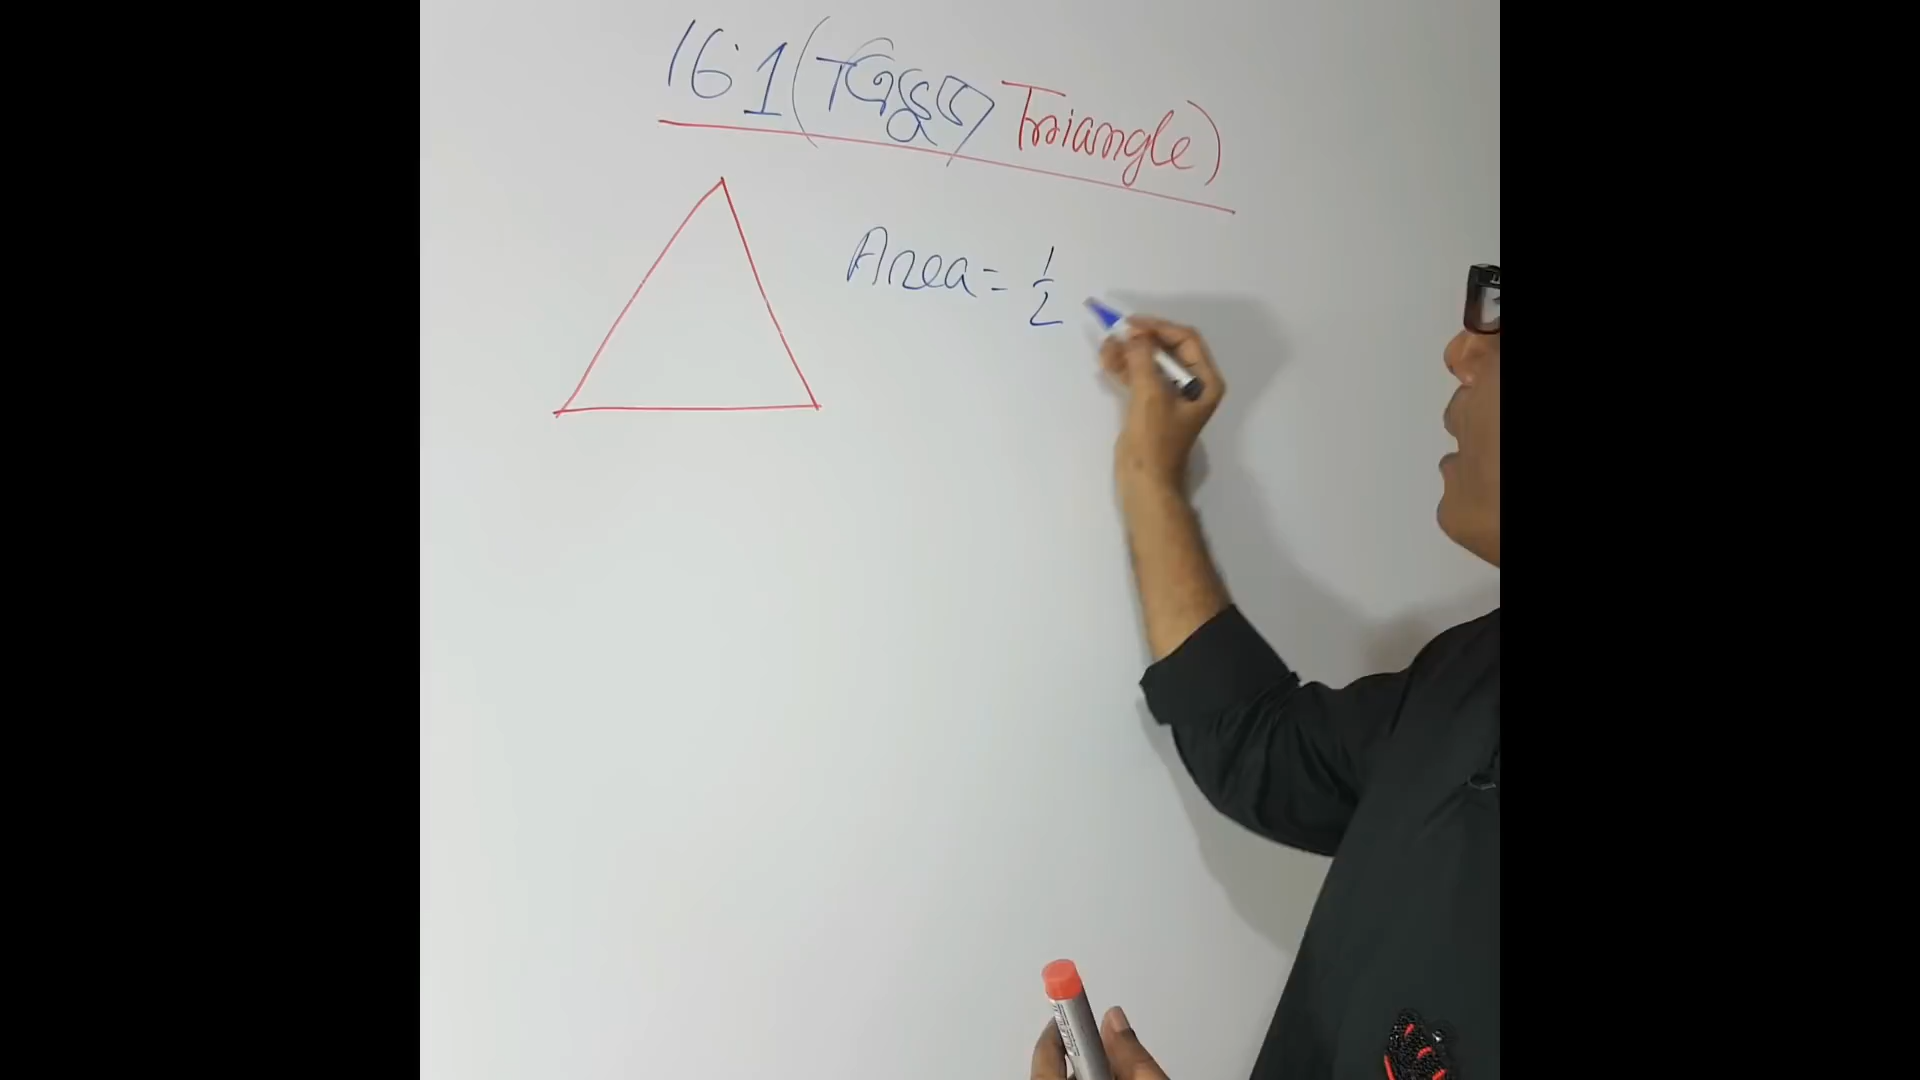 16.1 (ত্রিভুজ Triangle)
Area = 1/2